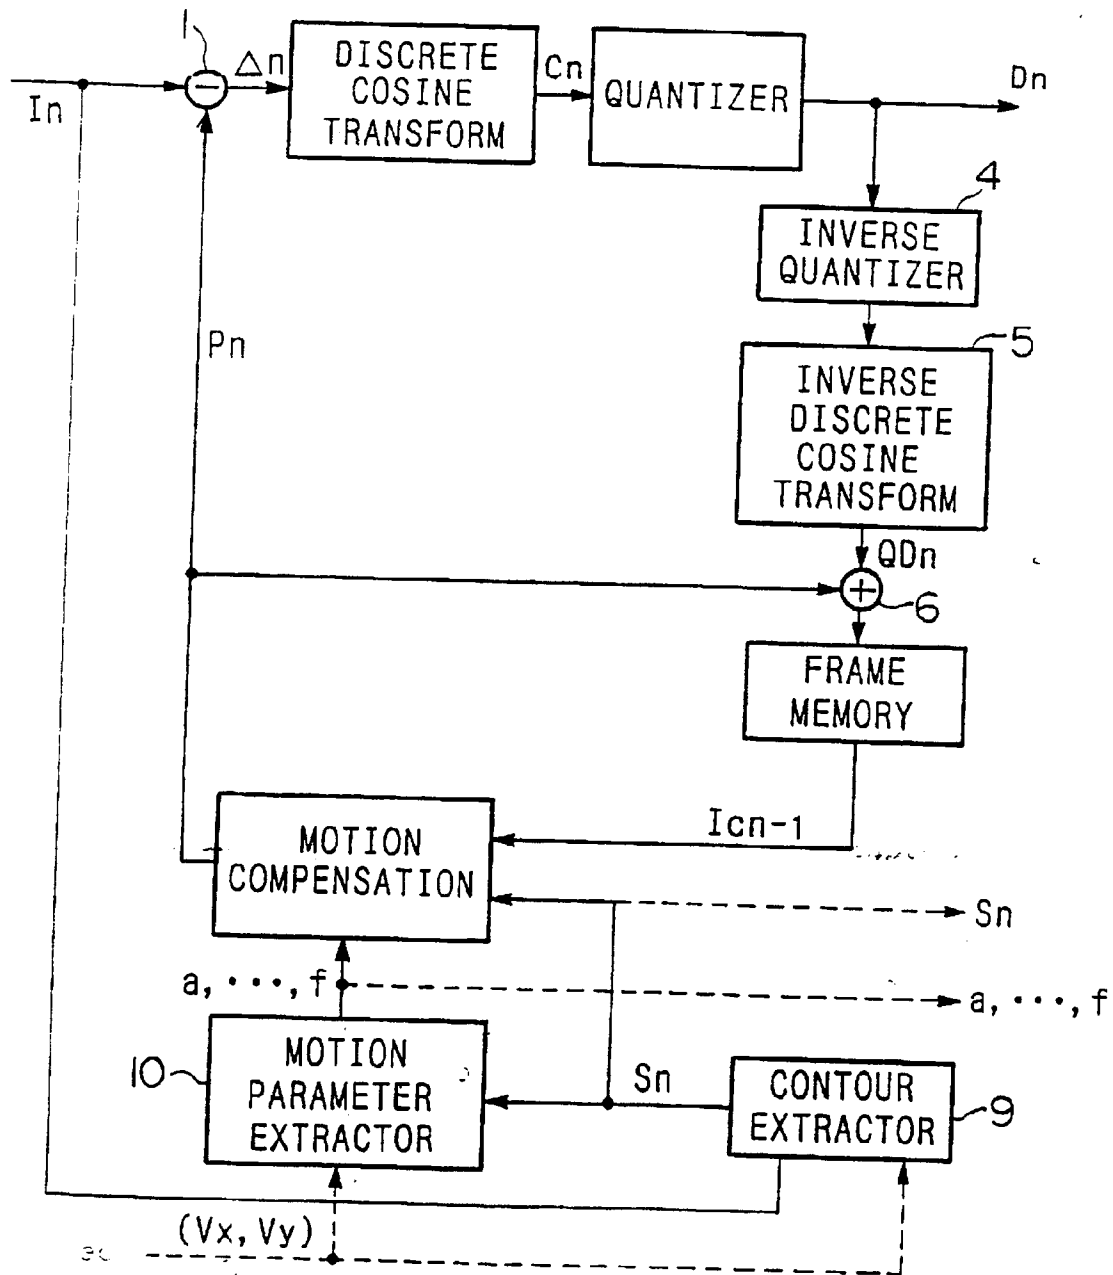 1
In
Δn
DISCRETE
COSINE
TRANSFORM
Cn
QUANTIZER
Dn
4
INVERSE
QUANTIZER
5
INVERSE
DISCRETE
COSINE
TRANSFORM
Pn
QDn
6
FRAME
MEMORY
Icn-1
MOTION
COMPENSATION
Sn
a, ···, f
a, ···, f
10
MOTION
PARAMETER
EXTRACTOR
Sn
CONTOUR
EXTRACTOR
9
(Vx, Vy)